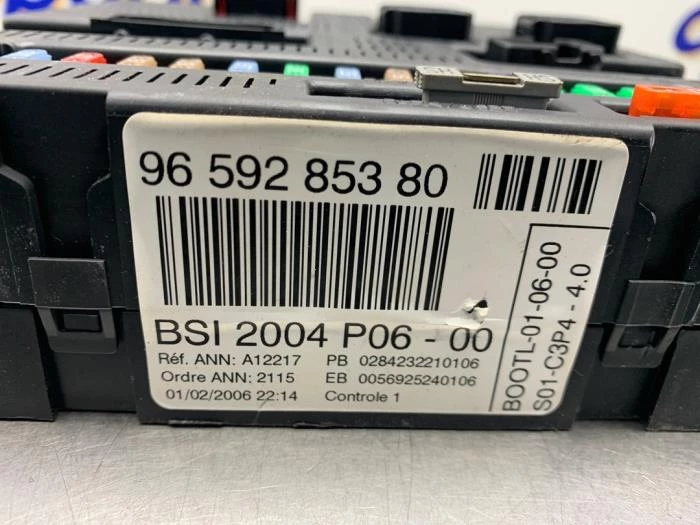 96 592 853 80
BSI 2004 P06 - 00
Réf. ANN: A12217 PB 0284232210106
Ordre ANN: 2115 EB 0056925240106
01/02/2006 22:14 Controle 1
BOOTL-01-06-00
S01-C3P4 - 4.0